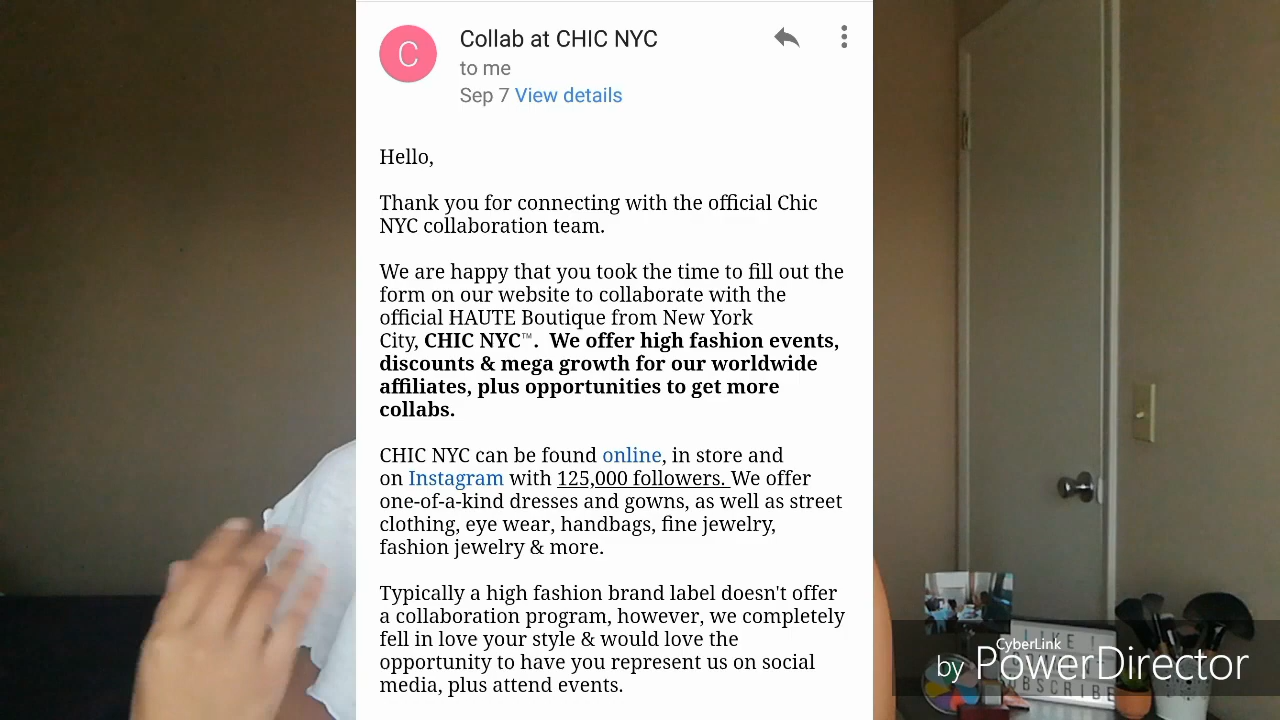 C
Collab at CHIC NYC
to me
Sep 7 View details
Hello,
Thank you for connecting with the official Chic
NYC collaboration team.
We are happy that you took the time to fill out the
form on our website to collaborate with the
official HAUTE Boutique from New York
City, CHIC NYC™.  We offer high fashion events,
discounts & mega growth for our worldwide
affiliates, plus opportunities to get more
collabs.
CHIC NYC can be found online, in store and
on Instagram with 125,000 followers. We offer
one-of-a-kind dresses and gowns, as well as street
clothing, eye wear, handbags, fine jewelry,
fashion jewelry & more.
Typically a high fashion brand label doesn't offer
a collaboration program, however, we completely
fell in love your style & would love the
opportunity to have you represent us on social
media, plus attend events.
LIKE
CyberLink
by PowerDirector